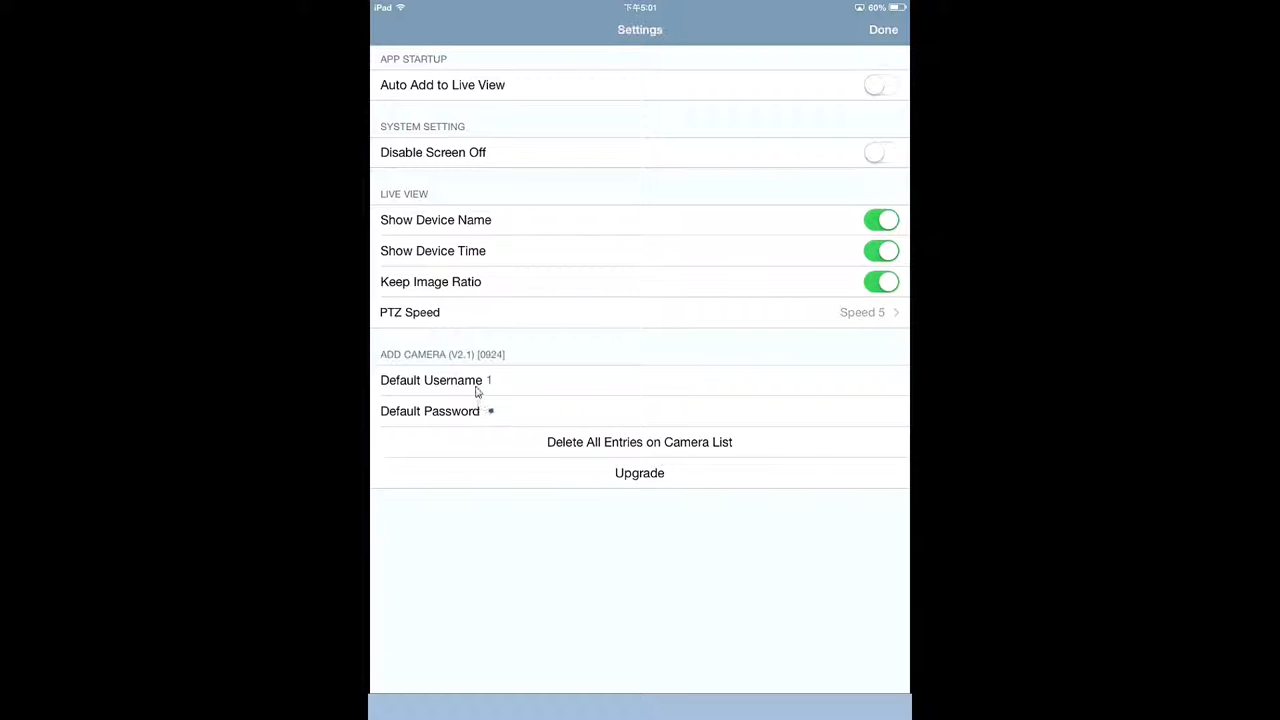 iPad 下午5:01 60%
Settings Done
APP STARTUP
Auto Add to Live View
SYSTEM SETTING
Disable Screen Off
LIVE VIEW
Show Device Name
Show Device Time
Keep Image Ratio
PTZ Speed Speed 5
ADD CAMERA (V2.1) [0924]
Default Username 1
Default Password •
Delete All Entries on Camera List
Upgrade